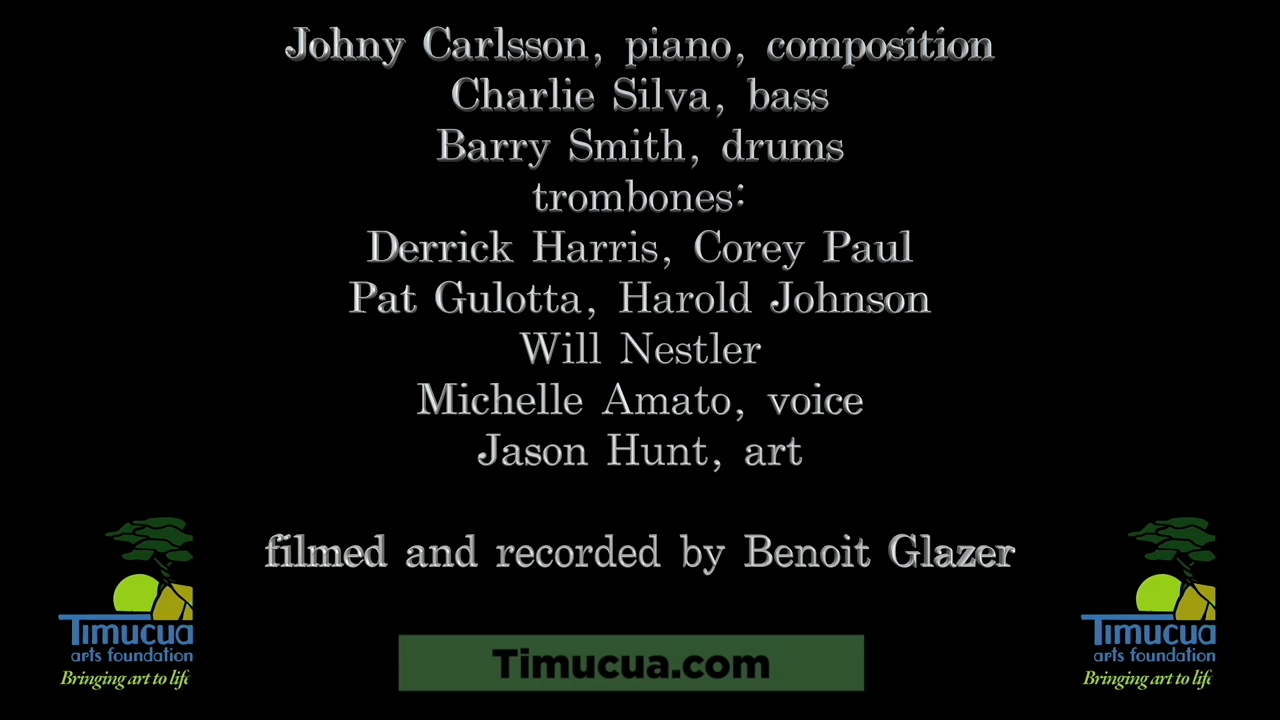 Johny Carlsson, piano, composition
Charlie Silva, bass
Barry Smith, drums
trombones:
Derrick Harris, Corey Paul
Pat Gulotta, Harold Johnson
Will Nestler
Michelle Amato, voice
Jason Hunt, art
filmed and recorded by Benoit Glazer
Timucua
arts foundation
Bringing art to life
Timucua.com
Timucua
arts foundation
Bringing art to life